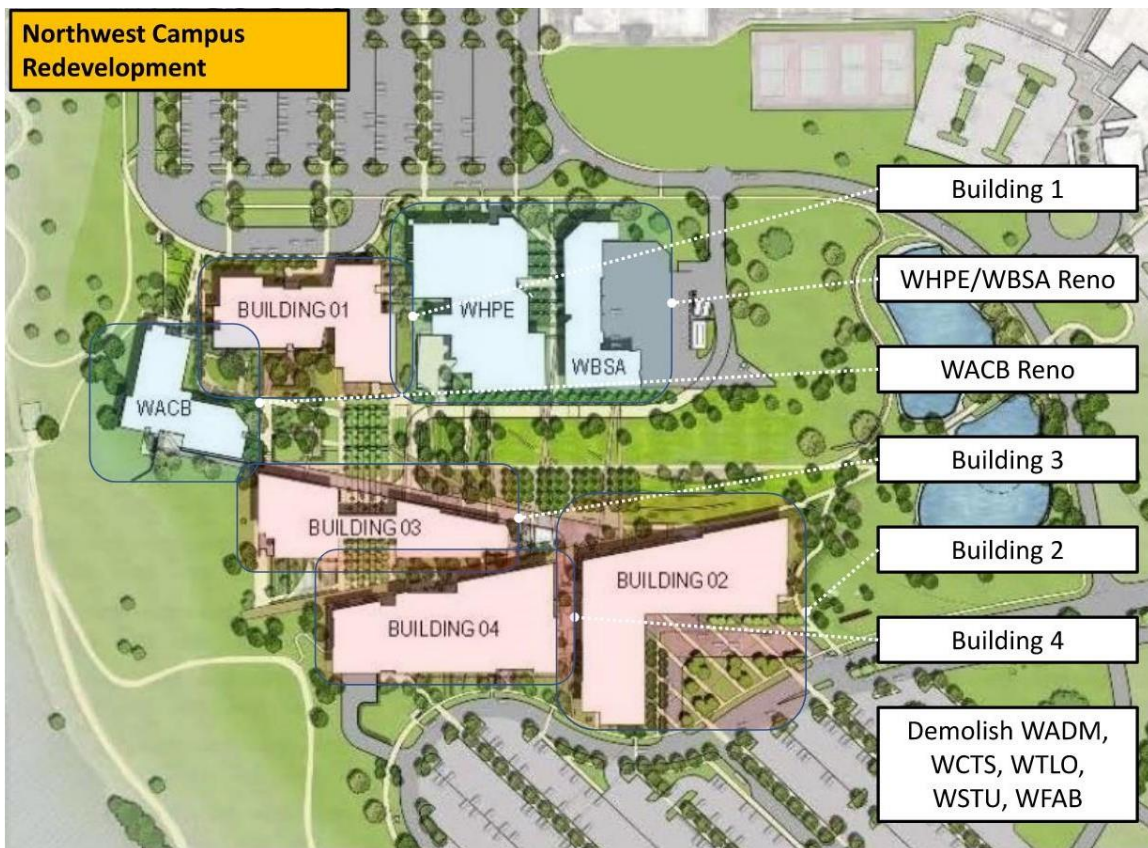 Northwest Campus
Redevelopment
Building 1
WHPE/WBSA Reno
BUILDING 01
WHPE
WBSA
WACB Reno
WACB
Building 3
BUILDING 03
Building 2
BUILDING 02
BUILDING 04
Building 4
Demolish WADM,
WCTS, WTLO,
WSTU, WFAB